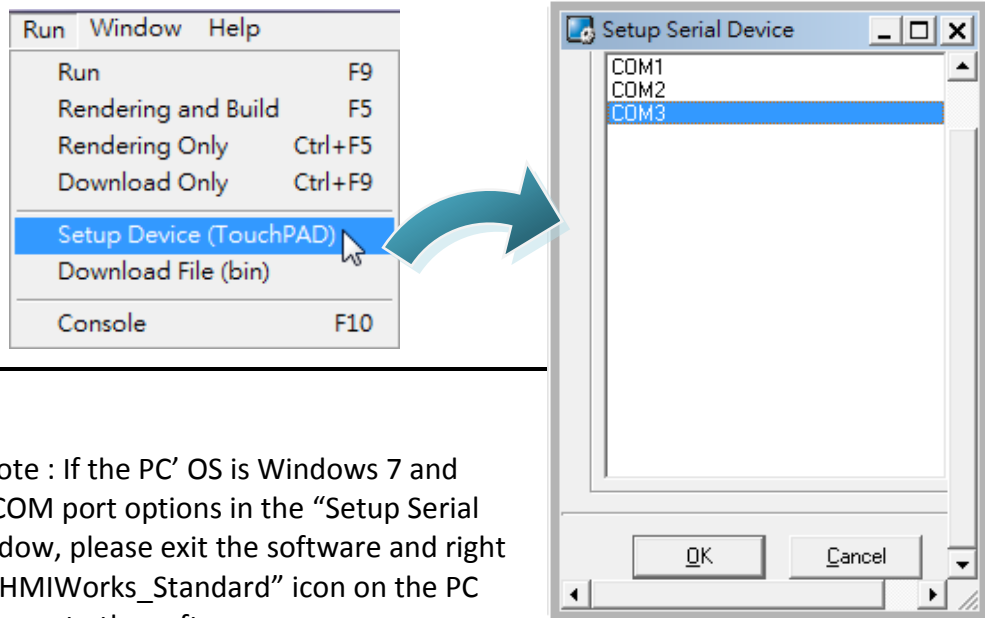 Run Window Help
Run F9
Rendering and Build F5
Rendering Only Ctrl+F5
Download Only Ctrl+F9
Setup Device (TouchPAD)
Download File (bin)
Console F10
Setup Serial Device
COM1
COM2
COM3
OK Cancel
ote : If the PC’ OS is Windows 7 and
COM port options in the “Setup Serial
dow, please exit the software and right
HMIWorks_Standard” icon on the PC